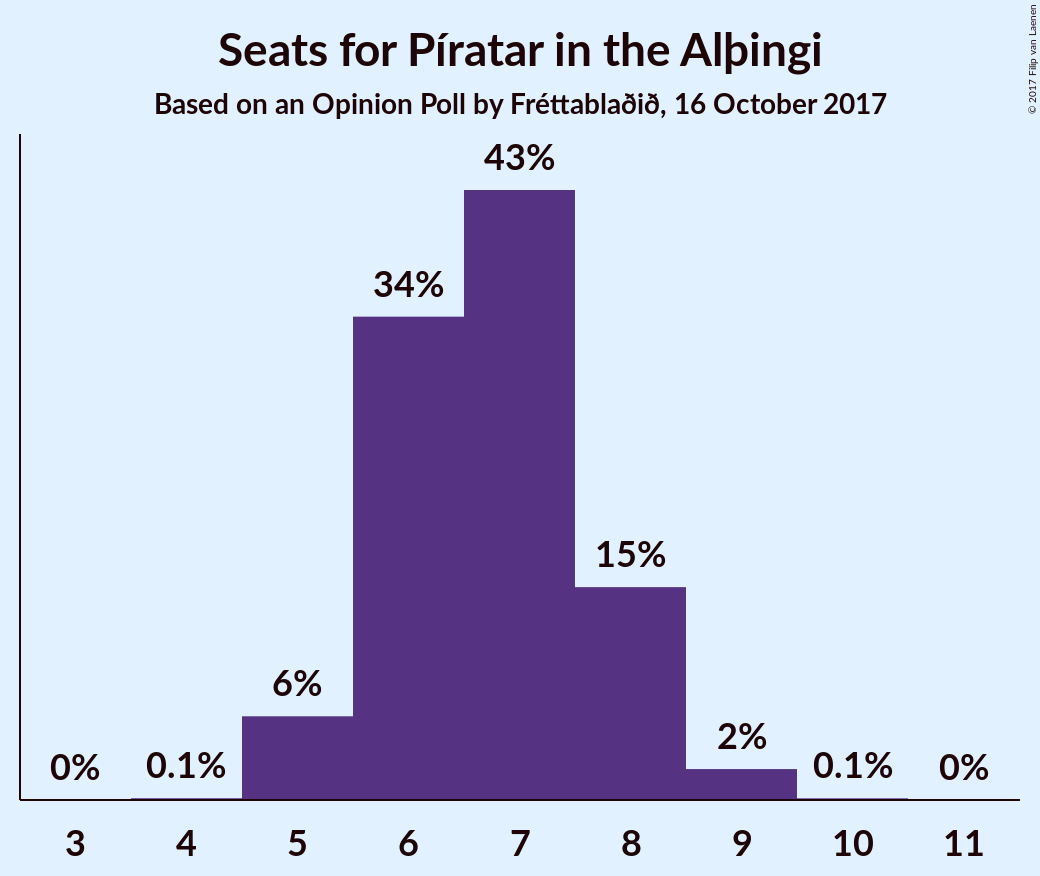 Seats for Píratar in the Alþingi
Based on an Opinion Poll by Fréttablaðið, 16 October 2017
© 2017 Filip van Laenen
43%
34%
15%
6%
2%
0%
0.1%
0.1%
0%
3 4 5 6 7 8 9 10 11